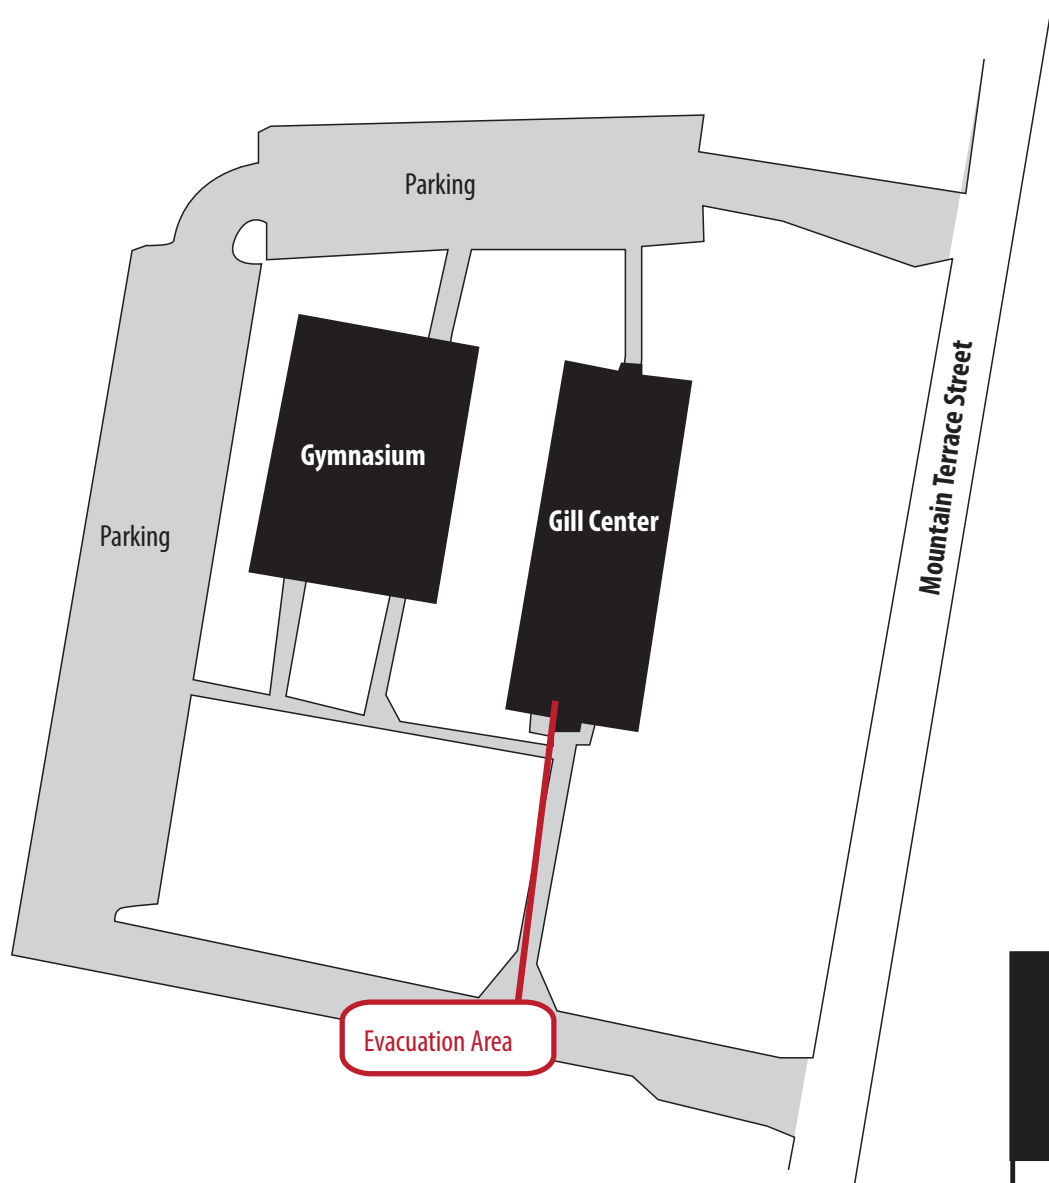 Parking
Mountain Terrace Street
Gymnasium
Gill Center
Parking
Evacuation Area